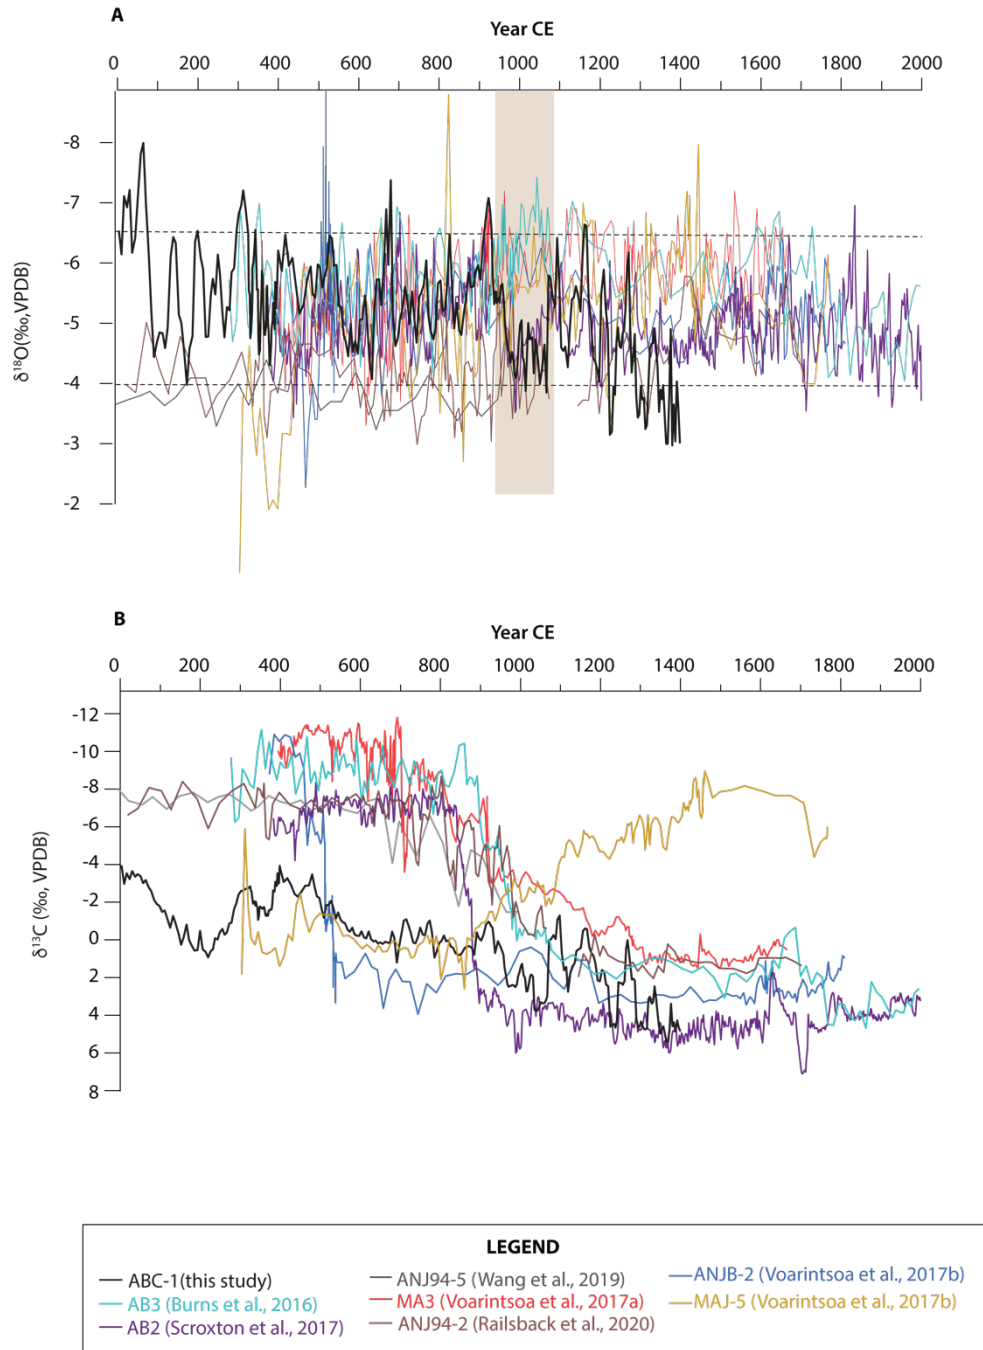 A
Year CE
0 200 400 600 800 1000 1200 1400 1600 1800 2000
-8
-7
-6
-5
-4
-3
-2
δ18O(‰,VPDB)
B
Year CE
0 200 400 600 800 1000 1200 1400 1600 1800 2000
-12
-10
-8
-6
-4
-2
0
2
4
6
8
δ13C (‰, VPDB)
LEGEND
ABC-1(this study)
AB3 (Burns et al., 2016)
AB2 (Scroxton et al., 2017)
ANJ94-5 (Wang et al., 2019)
MA3 (Voarintsoa et al., 2017a)
ANJ94-2 (Railsback et al., 2020)
ANJB-2 (Voarintsoa et al., 2017b)
MAJ-5 (Voarintsoa et al., 2017b)